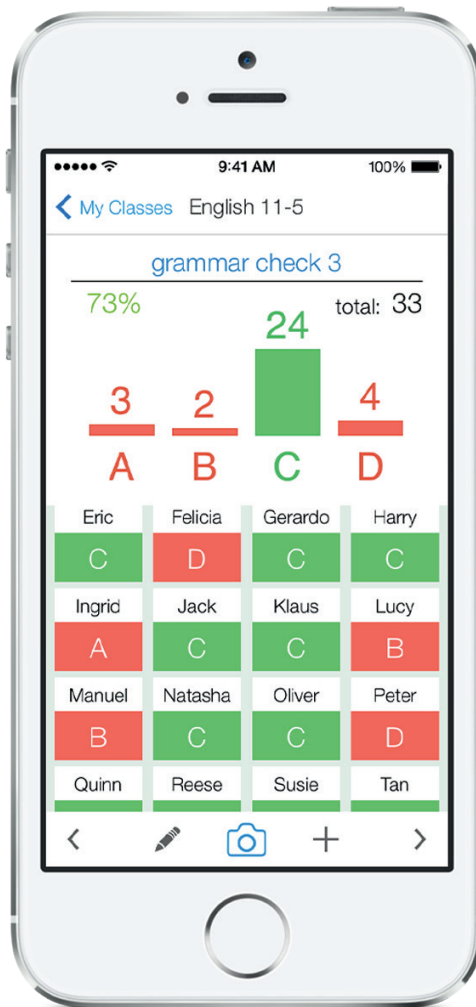 9:41 AM 100%
My Classes English 11-5
grammar check 3
73% total: 33
3 2 24 4
A B C D
Eric Felicia Gerardo Harry
C D C C
Ingrid Jack Klaus Lucy
A C C B
Manuel Natasha Oliver Peter
B C C D
Quinn Reese Susie Tan